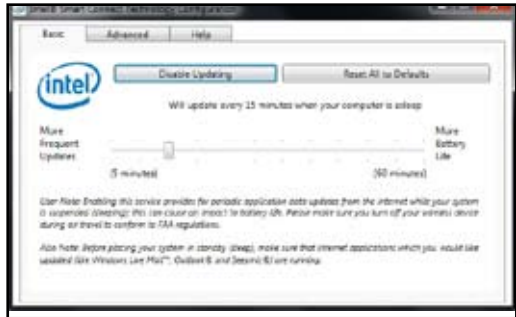 Intel® Smart Connect Technology Configuration
Basic Advanced Help
intel Disable Updating Reset All to Defaults
Will update every 15 minutes when your computer is asleep
More Frequent Updates
More Battery Life
(5 minutes) (60 minutes)
User Note: Enabling this service provides for periodic application data updates from the internet while your system
is suspended (sleeping); this can cause an impact to battery life. Please make sure you turn off your wireless device
during air travel to conform to FAA regulations.
Also Note: Before placing your system in standby (sleep), make sure that internet applications which you would like
updated (like Windows Live Mail™, Outlook® and Seesmic®) are running.